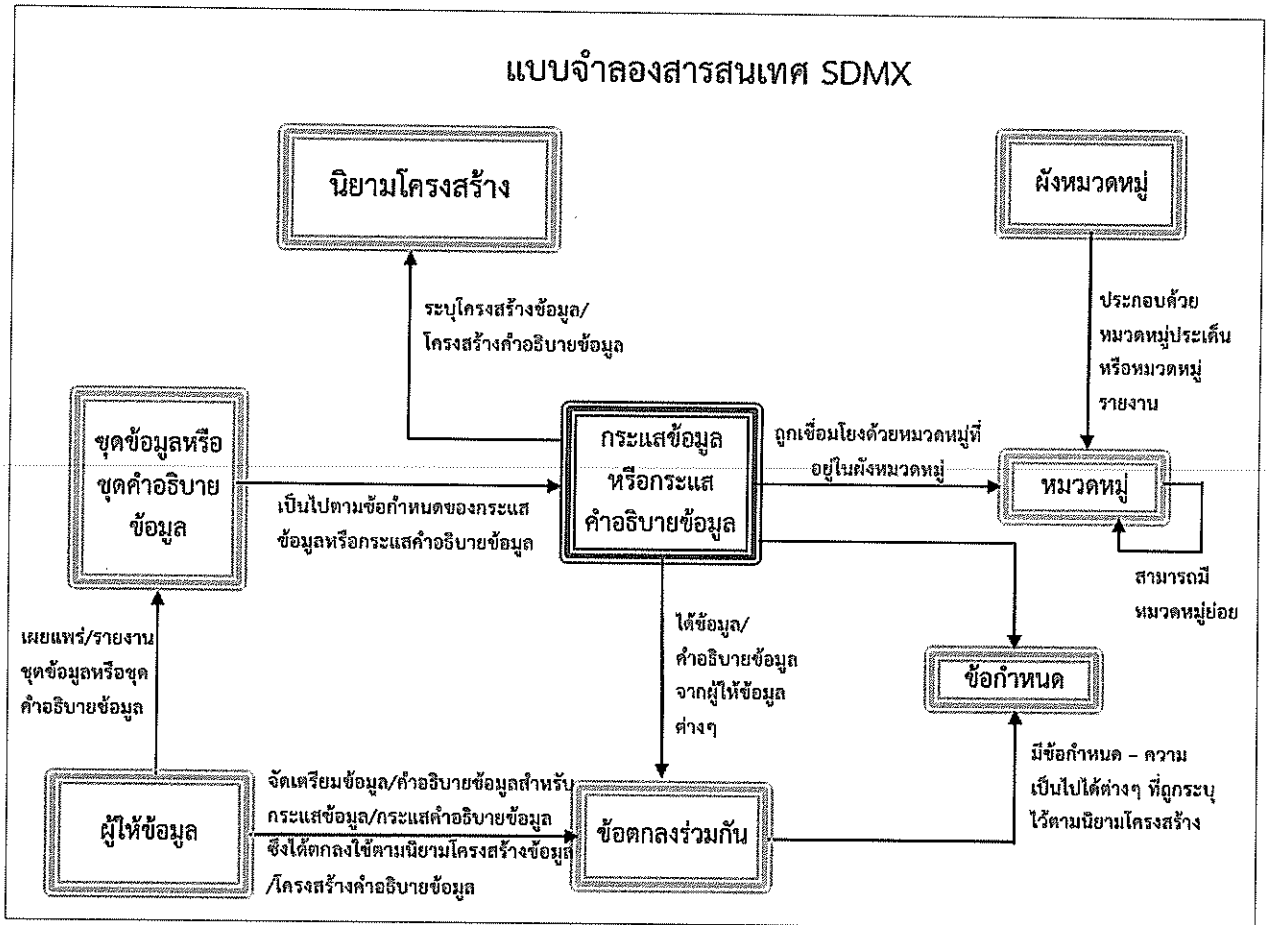 แบบจำลองสารสนเทศ SDMX
นิยามโครงสร้าง
ผังหมวดหมู่
ระบุโครงสร้างข้อมูล/
โครงสร้างคำอธิบายข้อมูล
ประกอบด้วย
หมวดหมู่ประเด็น
หรือหมวดหมู่
รายงาน
ชุดข้อมูลหรือ
ชุดคำอธิบาย
ข้อมูล
เป็นไปตามข้อกำหนดของกระแส
ข้อมูลหรือกระแสคำอธิบายข้อมูล
กระแสข้อมูล
หรือกระแส
คำอธิบายข้อมูล
ถูกเชื่อมโยงด้วยหมวดหมู่ที่
อยู่ในผังหมวดหมู่
หมวดหมู่
สามารถมี
หมวดหมู่ย่อย
เผยแพร่/รายงาน
ชุดข้อมูลหรือชุด
คำอธิบายข้อมูล
ได้ข้อมูล/
คำอธิบายข้อมูล
จากผู้ให้ข้อมูล
ต่างๆ
ข้อกำหนด
ผู้ให้ข้อมูล
จัดเตรียมข้อมูล/คำอธิบายข้อมูลสำหรับ
กระแสข้อมูล/กระแสคำอธิบายข้อมูล
ซึ่งได้ตกลงใช้ตามนิยามโครงสร้างข้อมูล
/โครงสร้างคำอธิบายข้อมูล
ข้อตกลงร่วมกัน
มีข้อกำหนด – ความ
เป็นไปได้ต่างๆ ที่ถูกระบุ
ไว้ตามนิยามโครงสร้าง